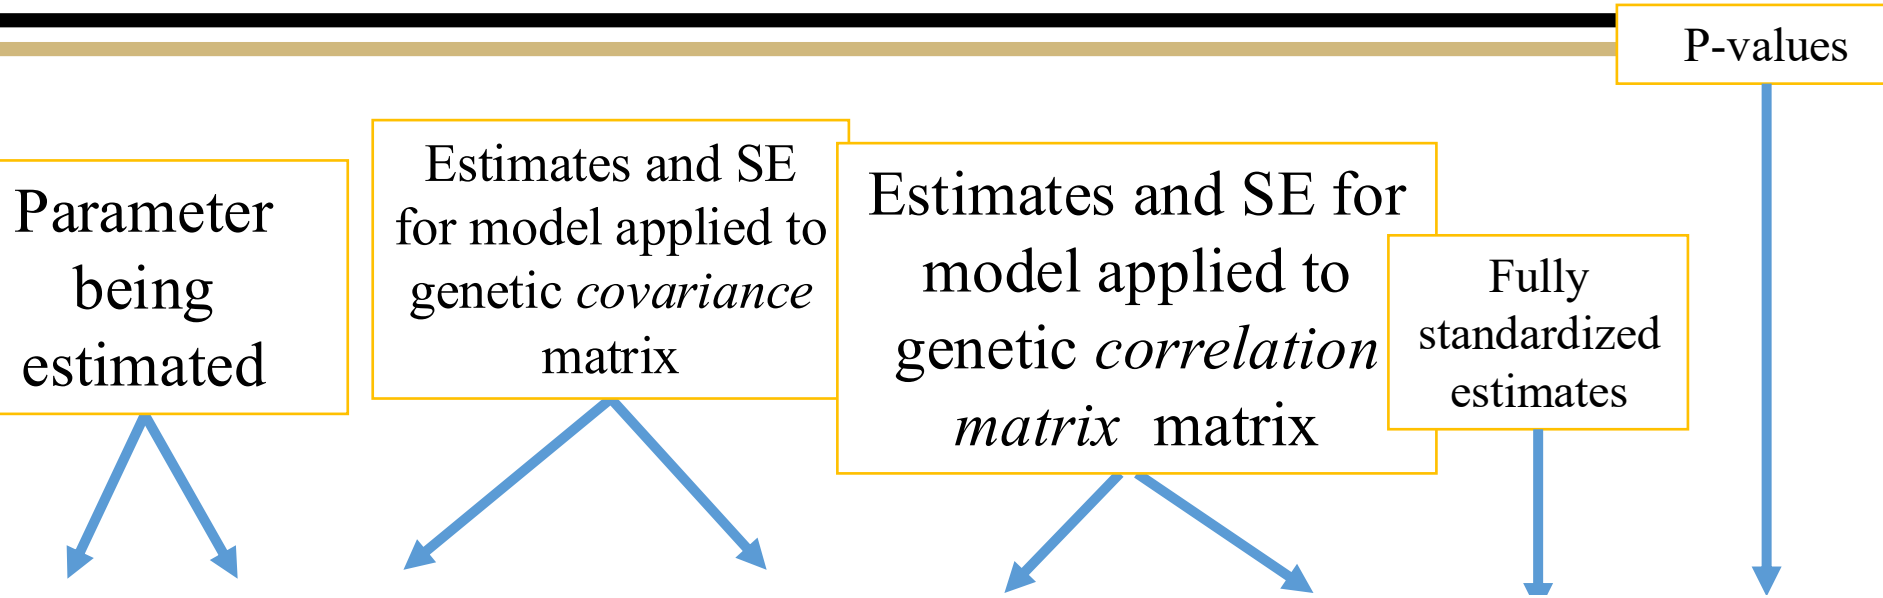 P-values
Parameter
being
estimated
Estimates and SE
for model applied to
genetic covariance
matrix
Estimates and SE for
model applied to
genetic correlation
matrix matrix
Fully
standardized
estimates